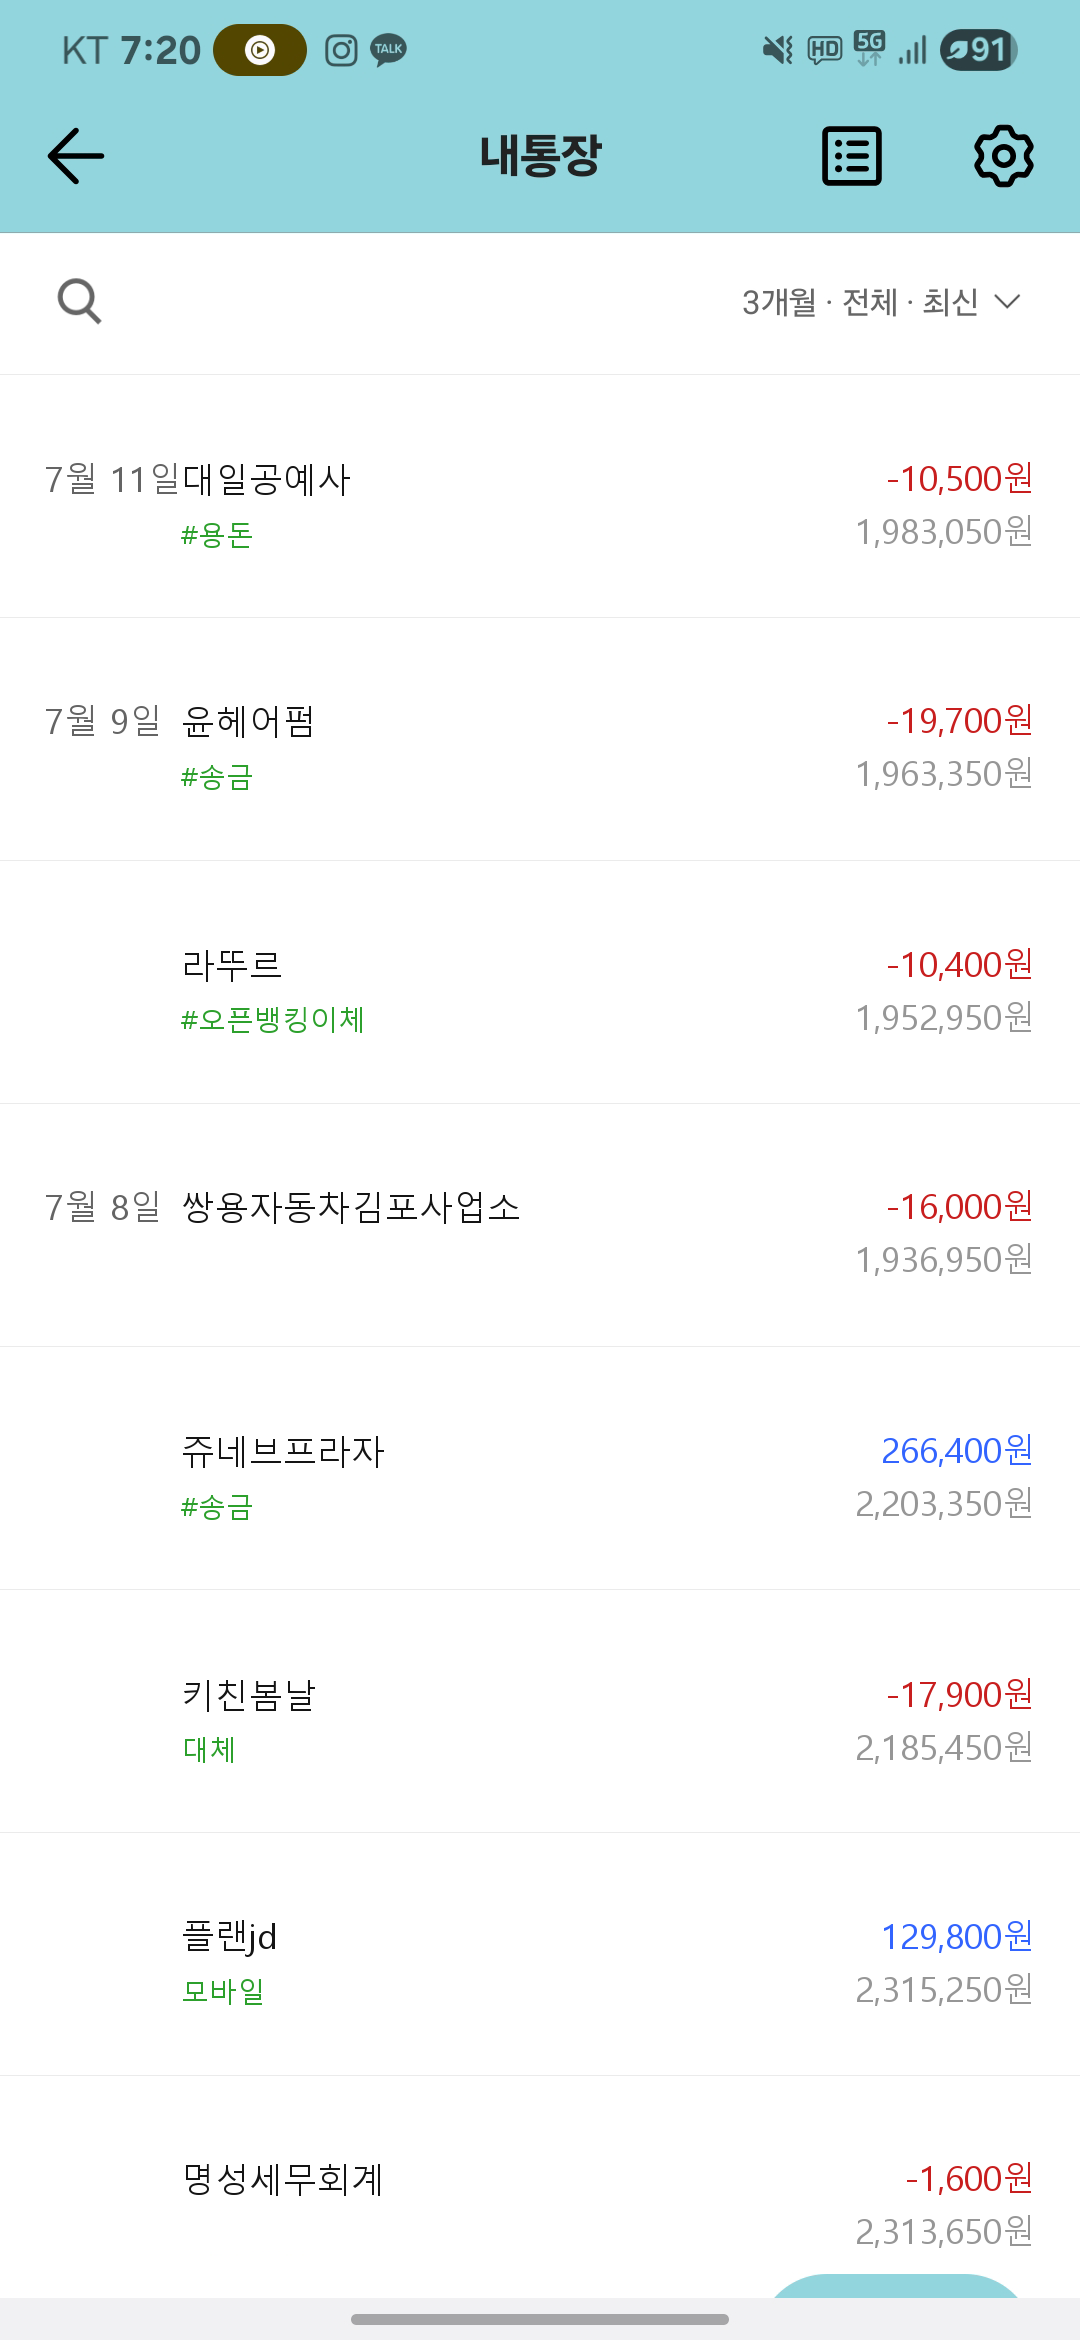 KT 7:20 TALK HD 5G 91
내통장
3개월 · 전체 · 최신
7월 11일 대일공예사 -10,500원
#용돈 1,983,050원
7월 9일 윤헤어펌 -19,700원
#송금 1,963,350원
라뚜르 -10,400원
#오픈뱅킹이체 1,952,950원
7월 8일 쌍용자동차김포사업소 -16,000원
1,936,950원
쥬네브프라자 266,400원
#송금 2,203,350원
키친봄날 -17,900원
대체 2,185,450원
플랜jd 129,800원
모바일 2,315,250원
명성세무회계 -1,600원
2,313,650원